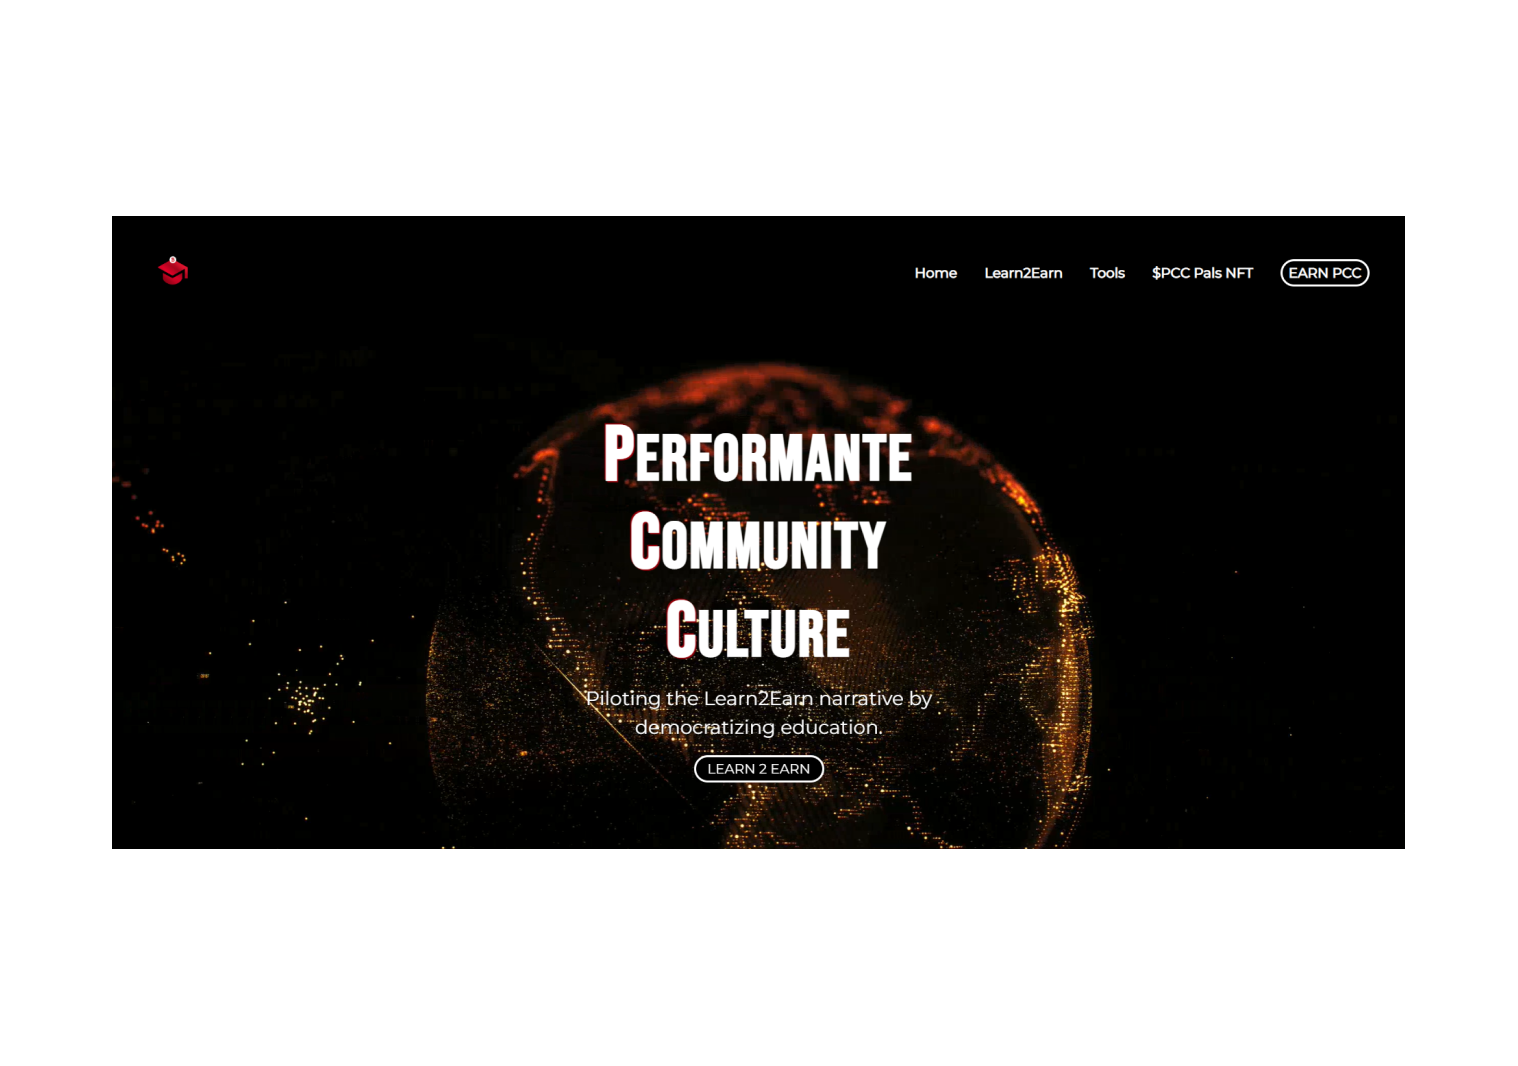 Home Learn2Earn Tools $PCC Pals NFT EARN PCC
PERFORMANTE
COMMUNITY
CULTURE
Piloting the Learn2Earn narrative by
democratizing education.
LEARN 2 EARN